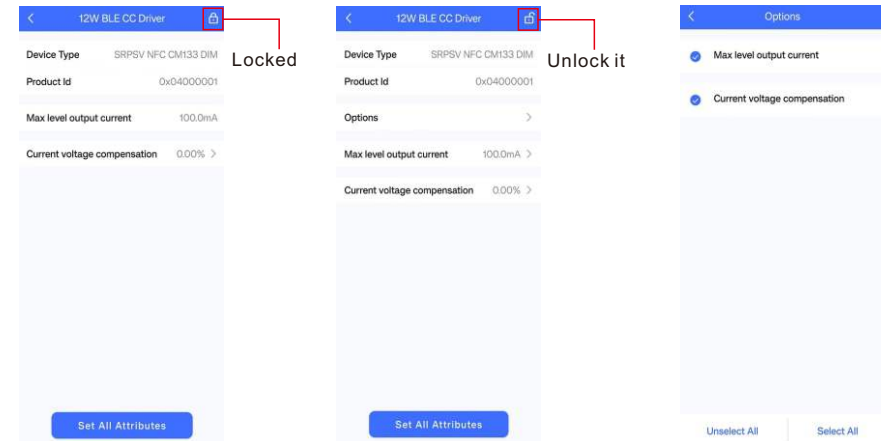 12W BLE CC Driver
Device Type SRPSV NFC CM133 DIM
Product Id 0x04000001
Max level output current 100.0mA
Current voltage compensation 0.00% >
Set All Attributes
Locked
12W BLE CC Driver
Device Type SRPSV NFC CM133 DIM
Product Id 0x04000001
Options >
Max level output current 100.0mA >
Current voltage compensation 0.00% >
Set All Attributes
Unlock it
Options
Max level output current
Current voltage compensation
Unselect All Select All